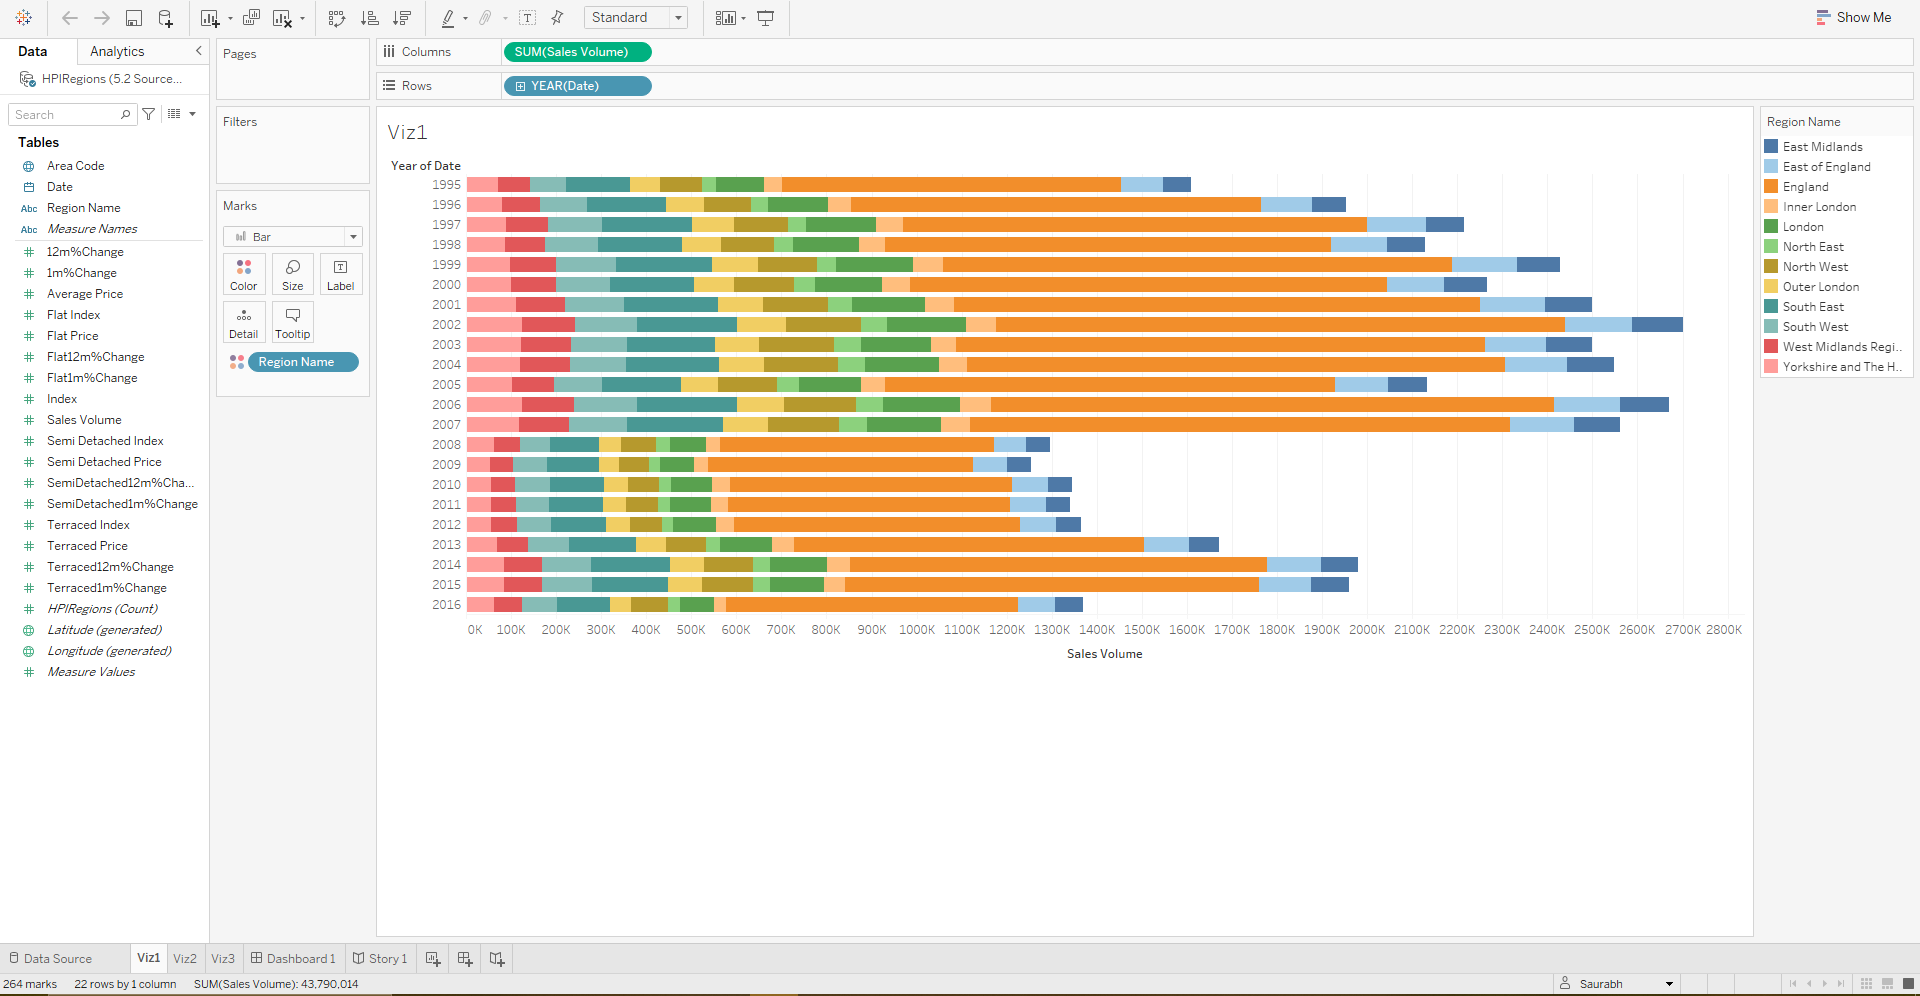 Standard
Show Me
Data
Analytics
Pages
Columns
SUM(Sales Volume)
HPIRegions (5.2 Source...
Rows
YEAR(Date)
Search
Filters
Viz1
Region Name
Tables
Year of Date
East Midlands
East of England
England
Inner London
London
North East
North West
Outer London
South East
South West
West Midlands Regi..
Yorkshire and The H..
Area Code
Date
Abc Region Name
Abc Measure Names
12m%Change
1m%Change
Average Price
Flat Index
Flat Price
Flat12m%Change
Flat1m%Change
Index
Sales Volume
Semi Detached Index
Semi Detached Price
SemiDetached12m%Cha...
SemiDetached1m%Change
Terraced Index
Terraced Price
Terraced12m%Change
Terraced1m%Change
HPIRegions (Count)
Latitude (generated)
Longitude (generated)
Measure Values
Marks
Bar
Color
Size
Label
Detail
Tooltip
Region Name
1995
1996
1997
1998
1999
2000
2001
2002
2003
2004
2005
2006
2007
2008
2009
2010
2011
2012
2013
2014
2015
2016
0K 100K 200K 300K 400K 500K 600K 700K 800K 900K 1000K 1100K 1200K 1300K 1400K 1500K 1600K 1700K 1800K 1900K 2000K 2100K 2200K 2300K 2400K 2500K 2600K 2700K 2800K
Sales Volume
Data Source
Viz1
Viz2
Viz3
Dashboard 1
Story 1
264 marks
22 rows by 1 column
SUM(Sales Volume): 43,790,014
Saurabh